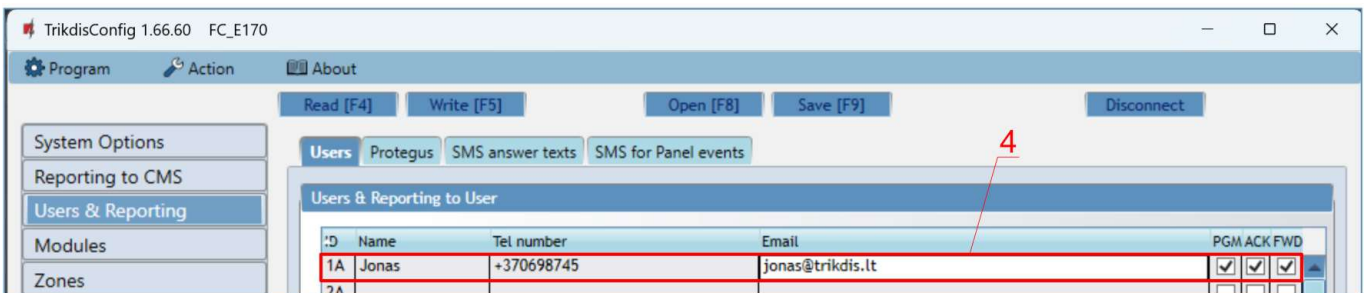 TrikdisConfig 1.66.60 FC_E170
Program Action About
Read [F4] Write [F5] Open [F8] Save [F9] Disconnect
System Options
Reporting to CMS
Users & Reporting
Modules
Zones
Users Protegus SMS answer texts SMS for Panel events
4
Users & Reporting to User
ID Name Tel number Email PGM ACK FWD
1A Jonas +370698745 jonas@trikdis.lt
2A